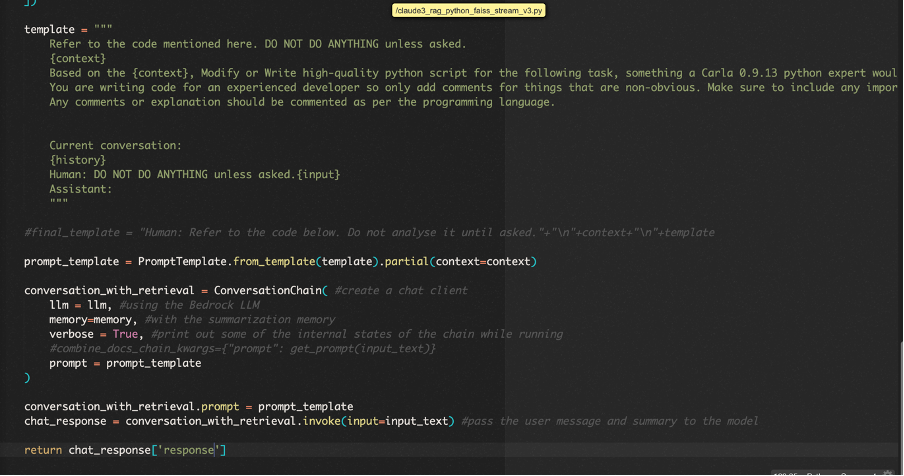 ])
/claude3_rag_python_faiss_stream_v3.py
template = """
Refer to the code mentioned here. DO NOT DO ANYTHING unless asked.
{context}
Based on the {context}, Modify or Write high-quality python script for the following task, something a Carla 0.9.13 python expert woul
You are writing code for an experienced developer so only add comments for things that are non-obvious. Make sure to include any impor
Any comments or explanation should be commented as per the programming language.
Current conversation:
{history}
Human: DO NOT DO ANYTHING unless asked.{input}
Assistant:
"""
#final_template = "Human: Refer to the code below. Do not analyse it until asked."+"\n"+context+"\n"+template
prompt_template = PromptTemplate.from_template(template).partial(context=context)
conversation_with_retrieval = ConversationChain( #create a chat client
llm = llm, #using the Bedrock LLM
memory=memory, #with the summarization memory
verbose = True, #print out some of the internal states of the chain while running
#combine_docs_chain_kwargs={"prompt": get_prompt(input_text)}
prompt = prompt_template
)
conversation_with_retrieval.prompt = prompt_template
chat_response = conversation_with_retrieval.invoke(input=input_text) #pass the user message and summary to the model
return chat_response['response']